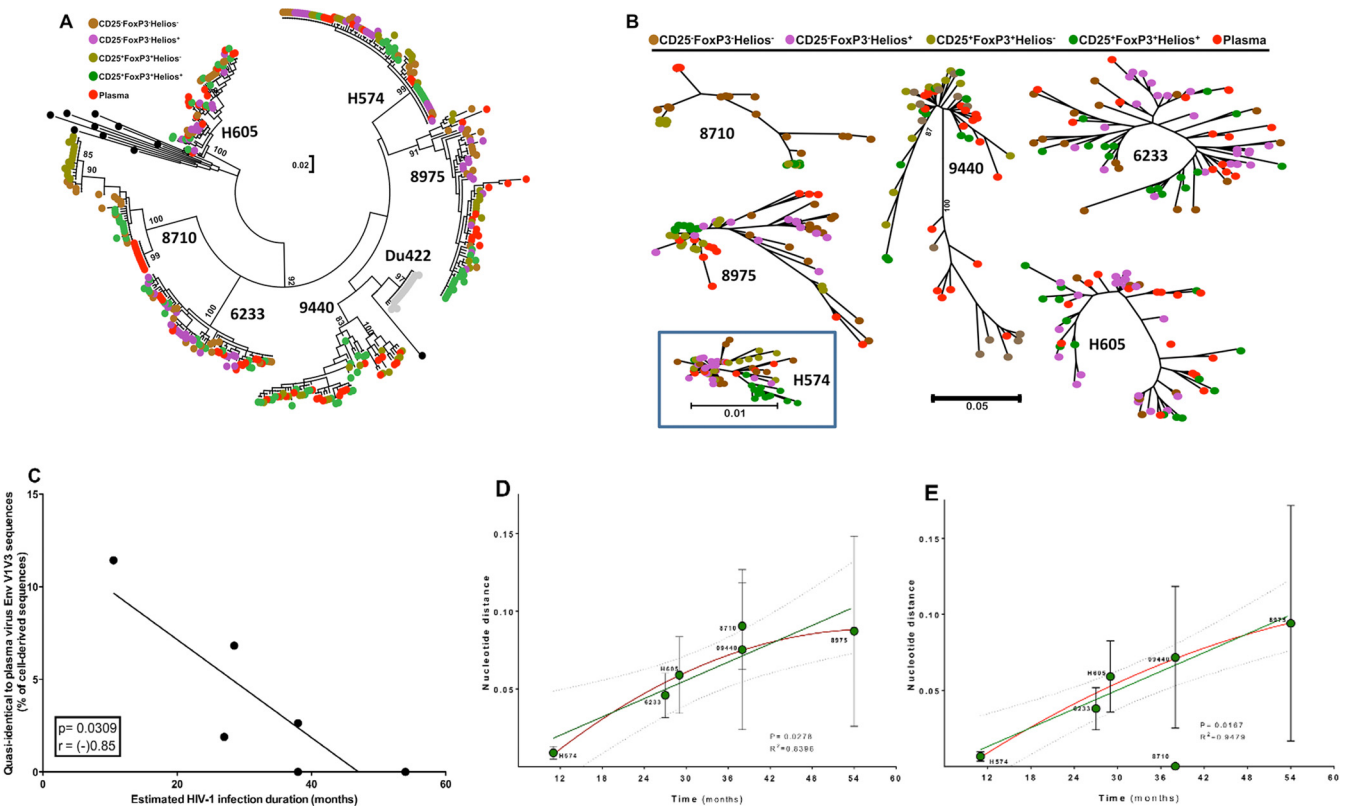 A
CD25⁻FoxP3⁻Helios⁻
CD25⁻FoxP3⁻Helios⁺
CD25⁺FoxP3⁺Helios⁻
CD25⁺FoxP3⁺Helios⁺
Plasma
H605
100
H574
99
0.02
91
8975
85
90
100
8710
99
100
6233
92
Du422
97
9440
83
100
B
CD25⁻FoxP3⁻Helios⁻ CD25⁻FoxP3⁻Helios⁺ CD25⁺FoxP3⁺Helios⁻ CD25⁺FoxP3⁺Helios⁺ Plasma
8710
87
9440
100
6233
8975
H605
H574
0.01
0.05
C
Quasi-identical to plasma virus Env V1V3 sequences
(% of cell-derived sequences)
15
10
5
0
p= 0.0309
r = (-)0.85
0 20 40 60
Estimated HIV-1 infection duration (months)
D
Nucleotide distance
0.15
0.10
0.05
8710
09440
8975
H605
6233
H574
P= 0.0278
R²=0.8396
12 18 24 30 36 42 48 54 60
Time (months)
E
Nucleotide distance
0.15
0.10
0.05
8975
09440
H605
6233
H574
8710
P= 0.0167
R²=0.9479
12 18 24 30 36 42 48 54 60
Time (months)